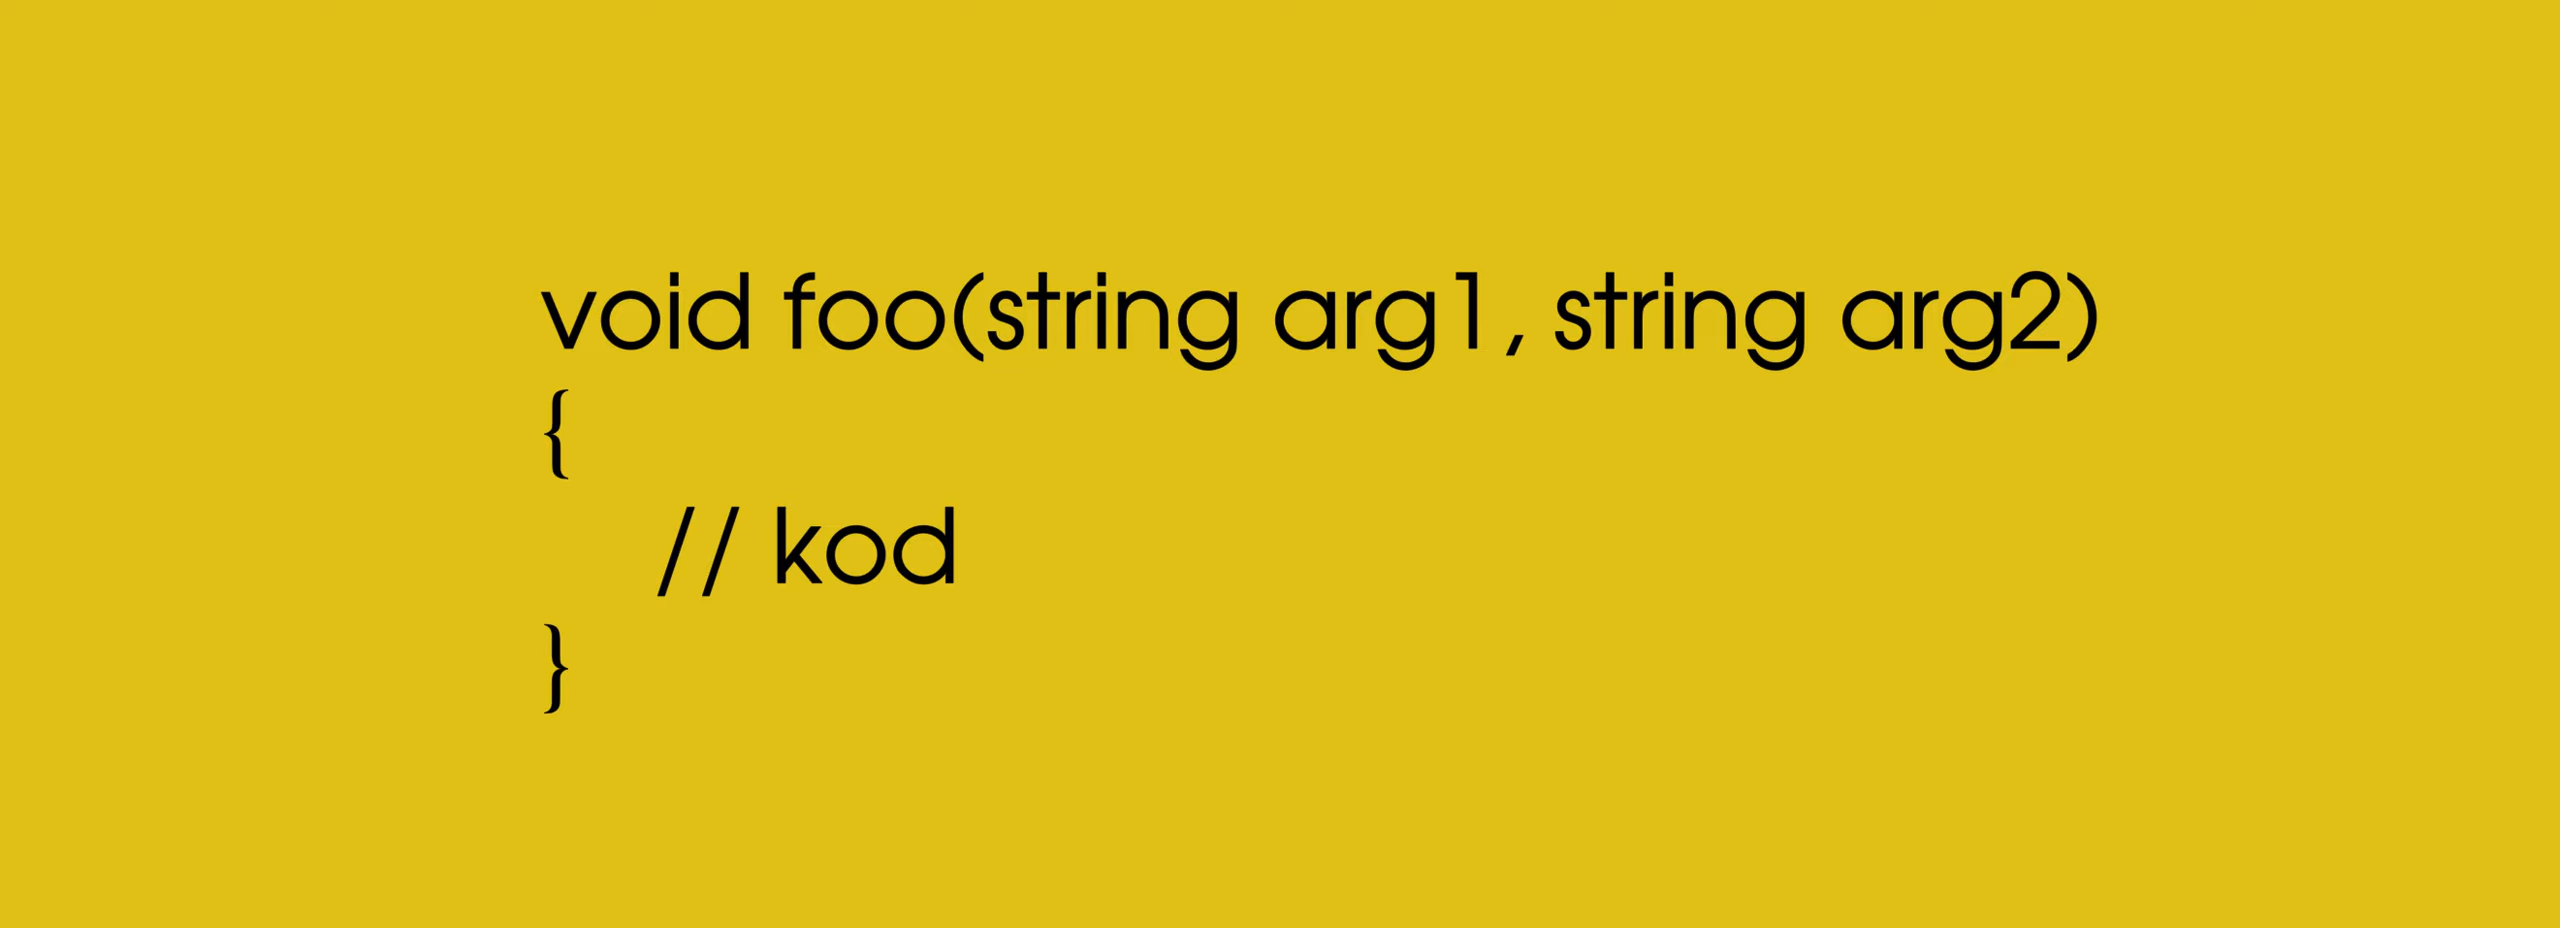 void foo(string arg1, string arg2)
{
// kod
}